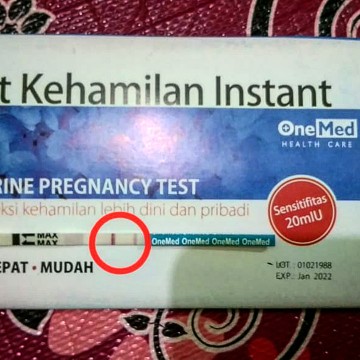 t Kehamilan Instant
OneMed
HEALTH CARE
RINE PREGNANCY TEST
ksi kehamilan lebih dini dan pribadi
Sensitifitas
20mIU
MAX
MAX
OneMed OneMed OneMed OneMed
EPAT • MUDAH
LOT : 01021988
EXP.: Jan 2022